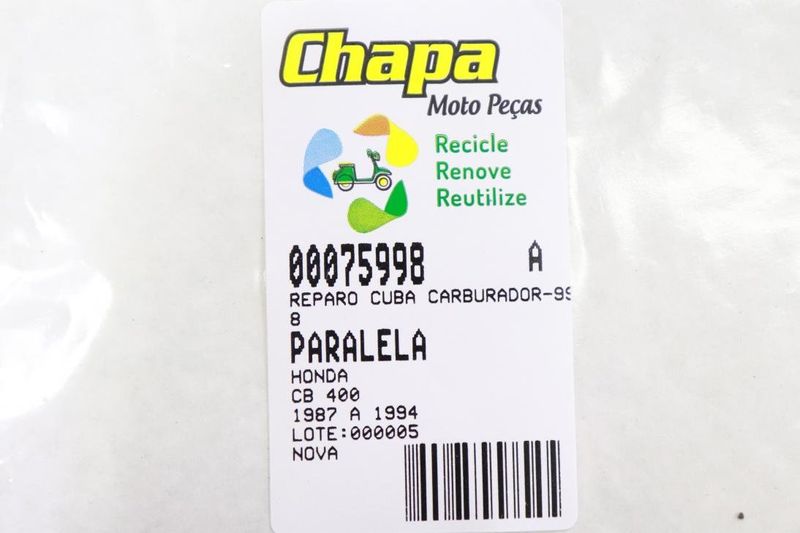 Chapa
Moto Peças
Recicle
Renove
Reutilize
00075998 A
REPARO CUBA CARBURADOR-99
8
PARALELA
HONDA
CB 400
1987 A 1994
LOTE:000005
NOVA